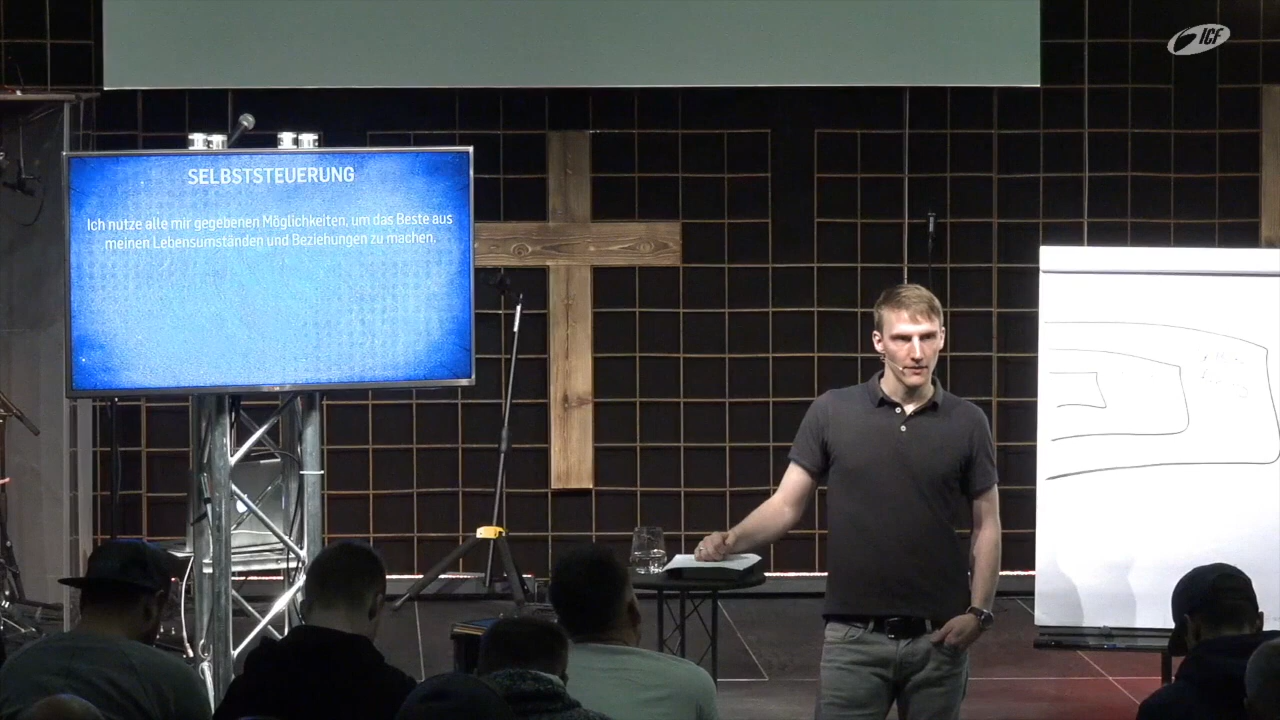 ICF
SELBSTSTEUERUNG
Ich nutze alle mir gegebenen Möglichkeiten, um das Beste aus
meinen Lebensumständen und Beziehungen zu machen.